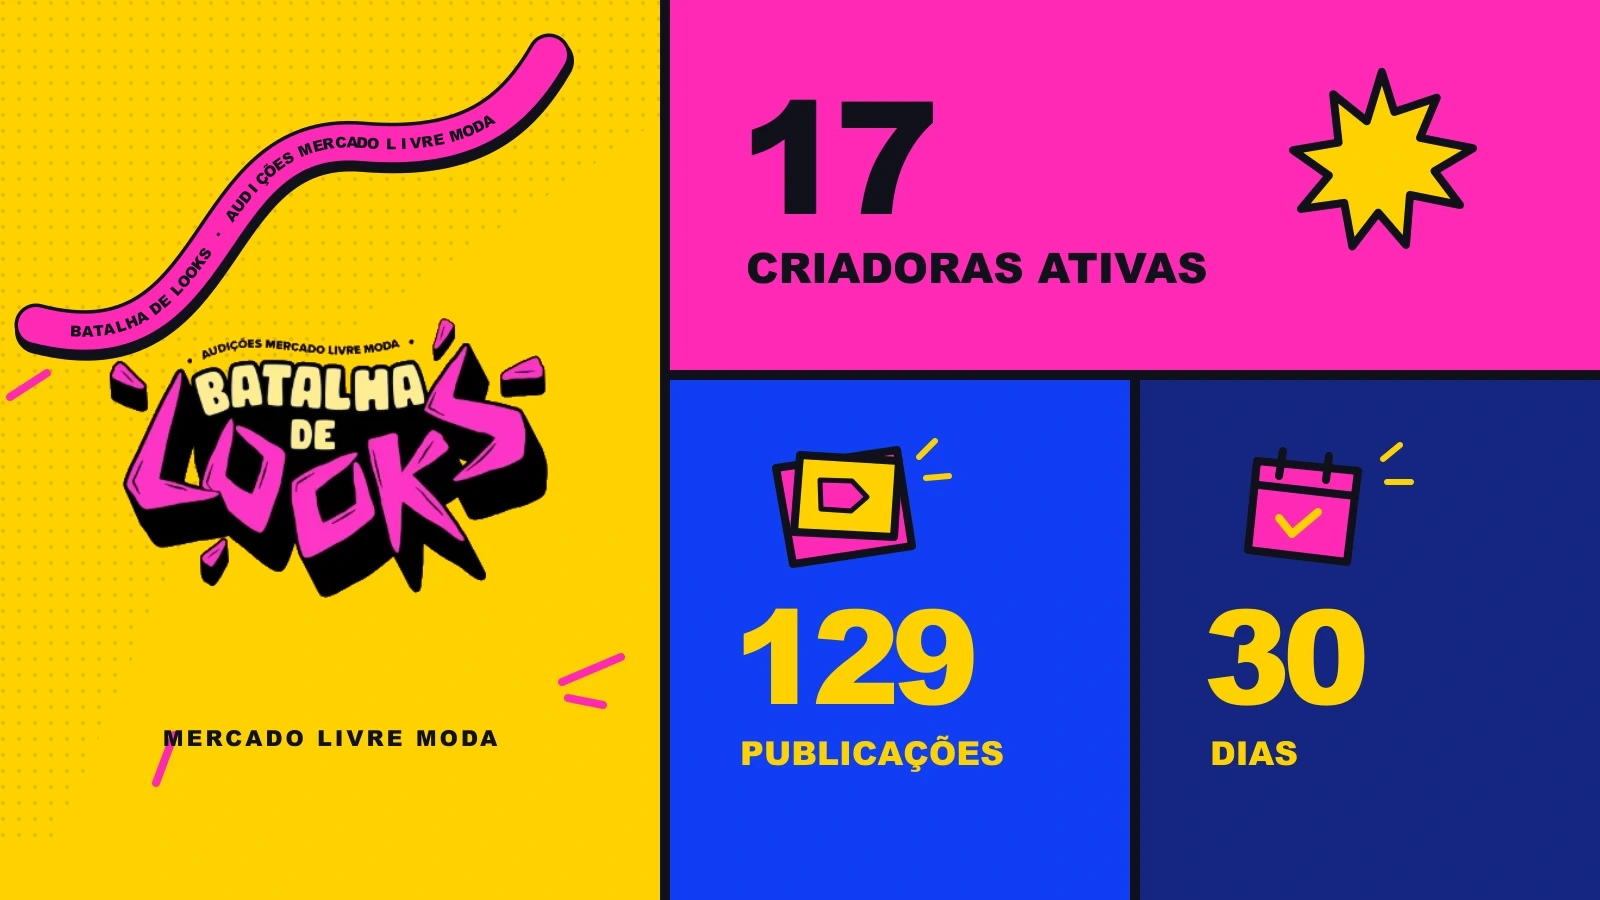 BATALHA DE LOOKS · AUDIÇÕES MERCADO LIVRE MODA
• AUDIÇÕES MERCADO LIVRE MODA •
BATALHA
DE
LOOKS
MERCADO LIVRE MODA
17
CRIADORAS ATIVAS
129
PUBLICAÇÕES
30
DIAS